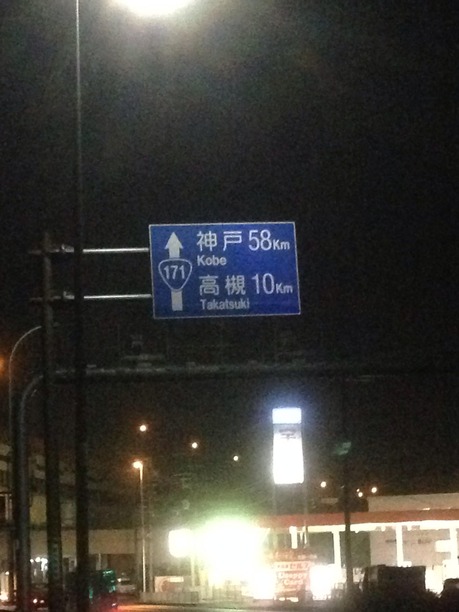 神戸 58Km
Kobe
171
高槻 10Km
Takatsuki